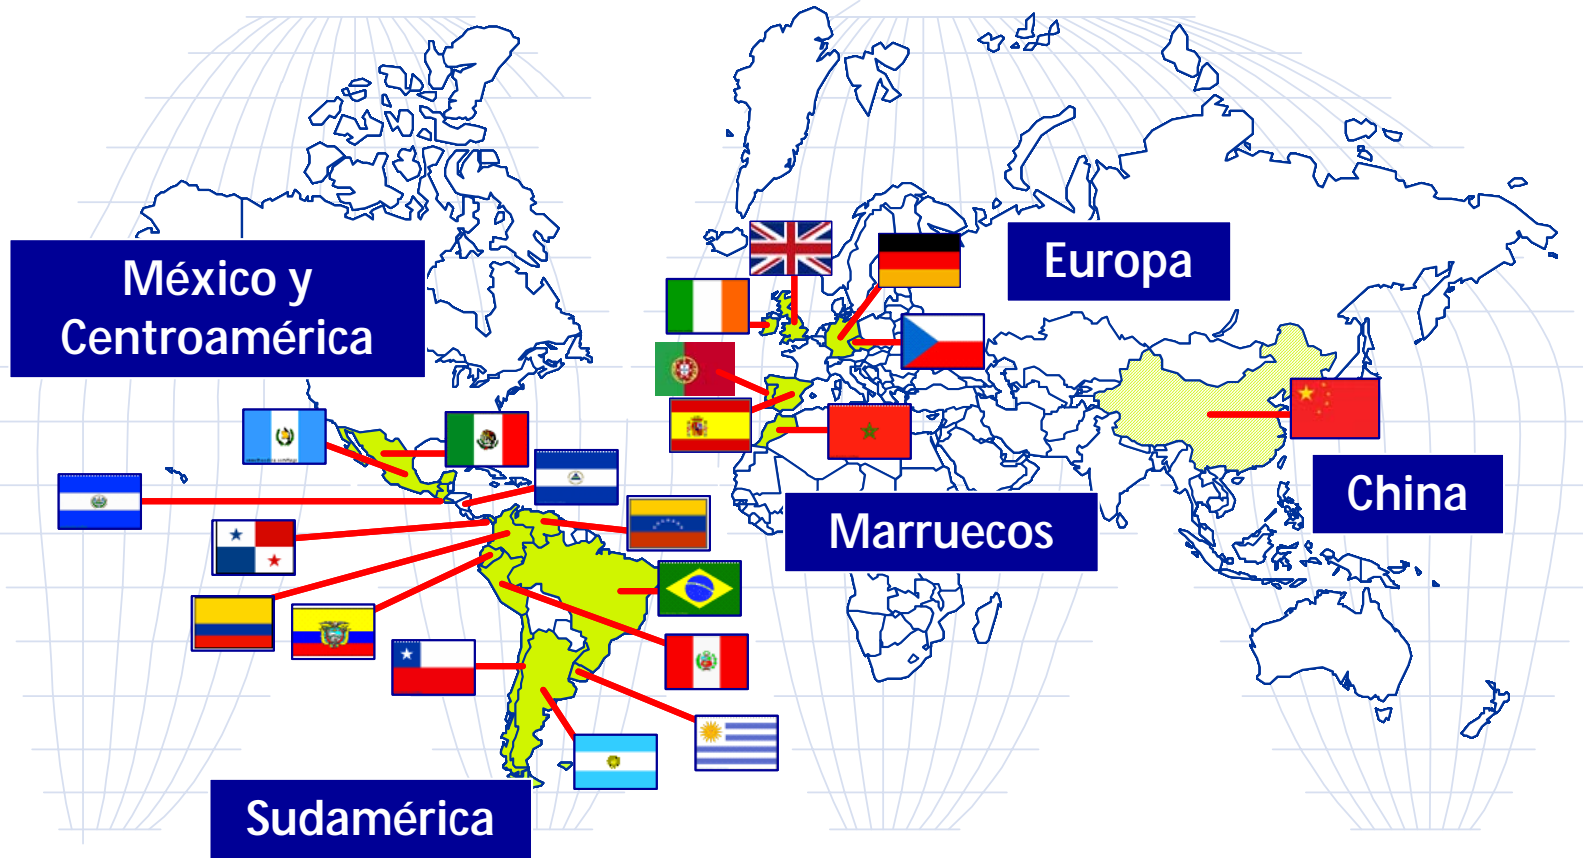 México y
Centroamérica
Europa
China
Marruecos
Sudamérica